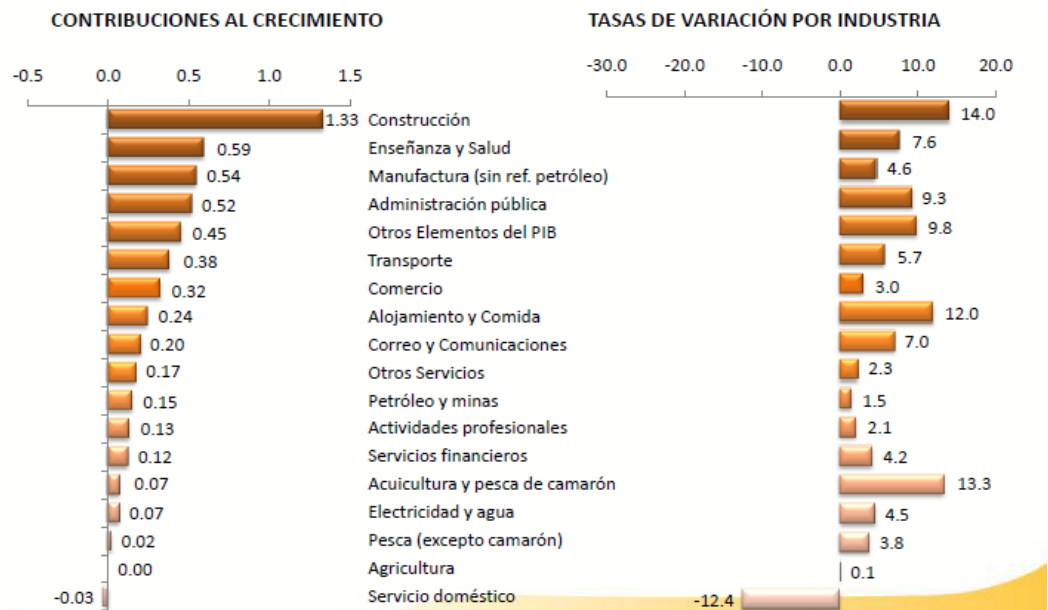 CONTRIBUCIONES AL CRECIMIENTO TASAS DE VARIACIÓN POR INDUSTRIA
-0.5 0.0 0.5 1.0 1.5 -30.0 -20.0 -10.0 0.0 10.0 20.0
1.33 Construcción 14.0
0.59 Enseñanza y Salud 7.6
0.54 Manufactura (sin ref. petróleo) 4.6
0.52 Administración pública 9.3
0.45 Otros Elementos del PIB 9.8
0.38 Transporte 5.7
0.32 Comercio 3.0
0.24 Alojamiento y Comida 12.0
0.20 Correo y Comunicaciones 7.0
0.17 Otros Servicios 2.3
0.15 Petróleo y minas 1.5
0.13 Actividades profesionales 2.1
0.12 Servicios financieros 4.2
0.07 Acuicultura y pesca de camarón 13.3
0.07 Electricidad y agua 4.5
0.02 Pesca (excepto camarón) 3.8
0.00 Agricultura 0.1
-0.03 Servicio doméstico -12.4